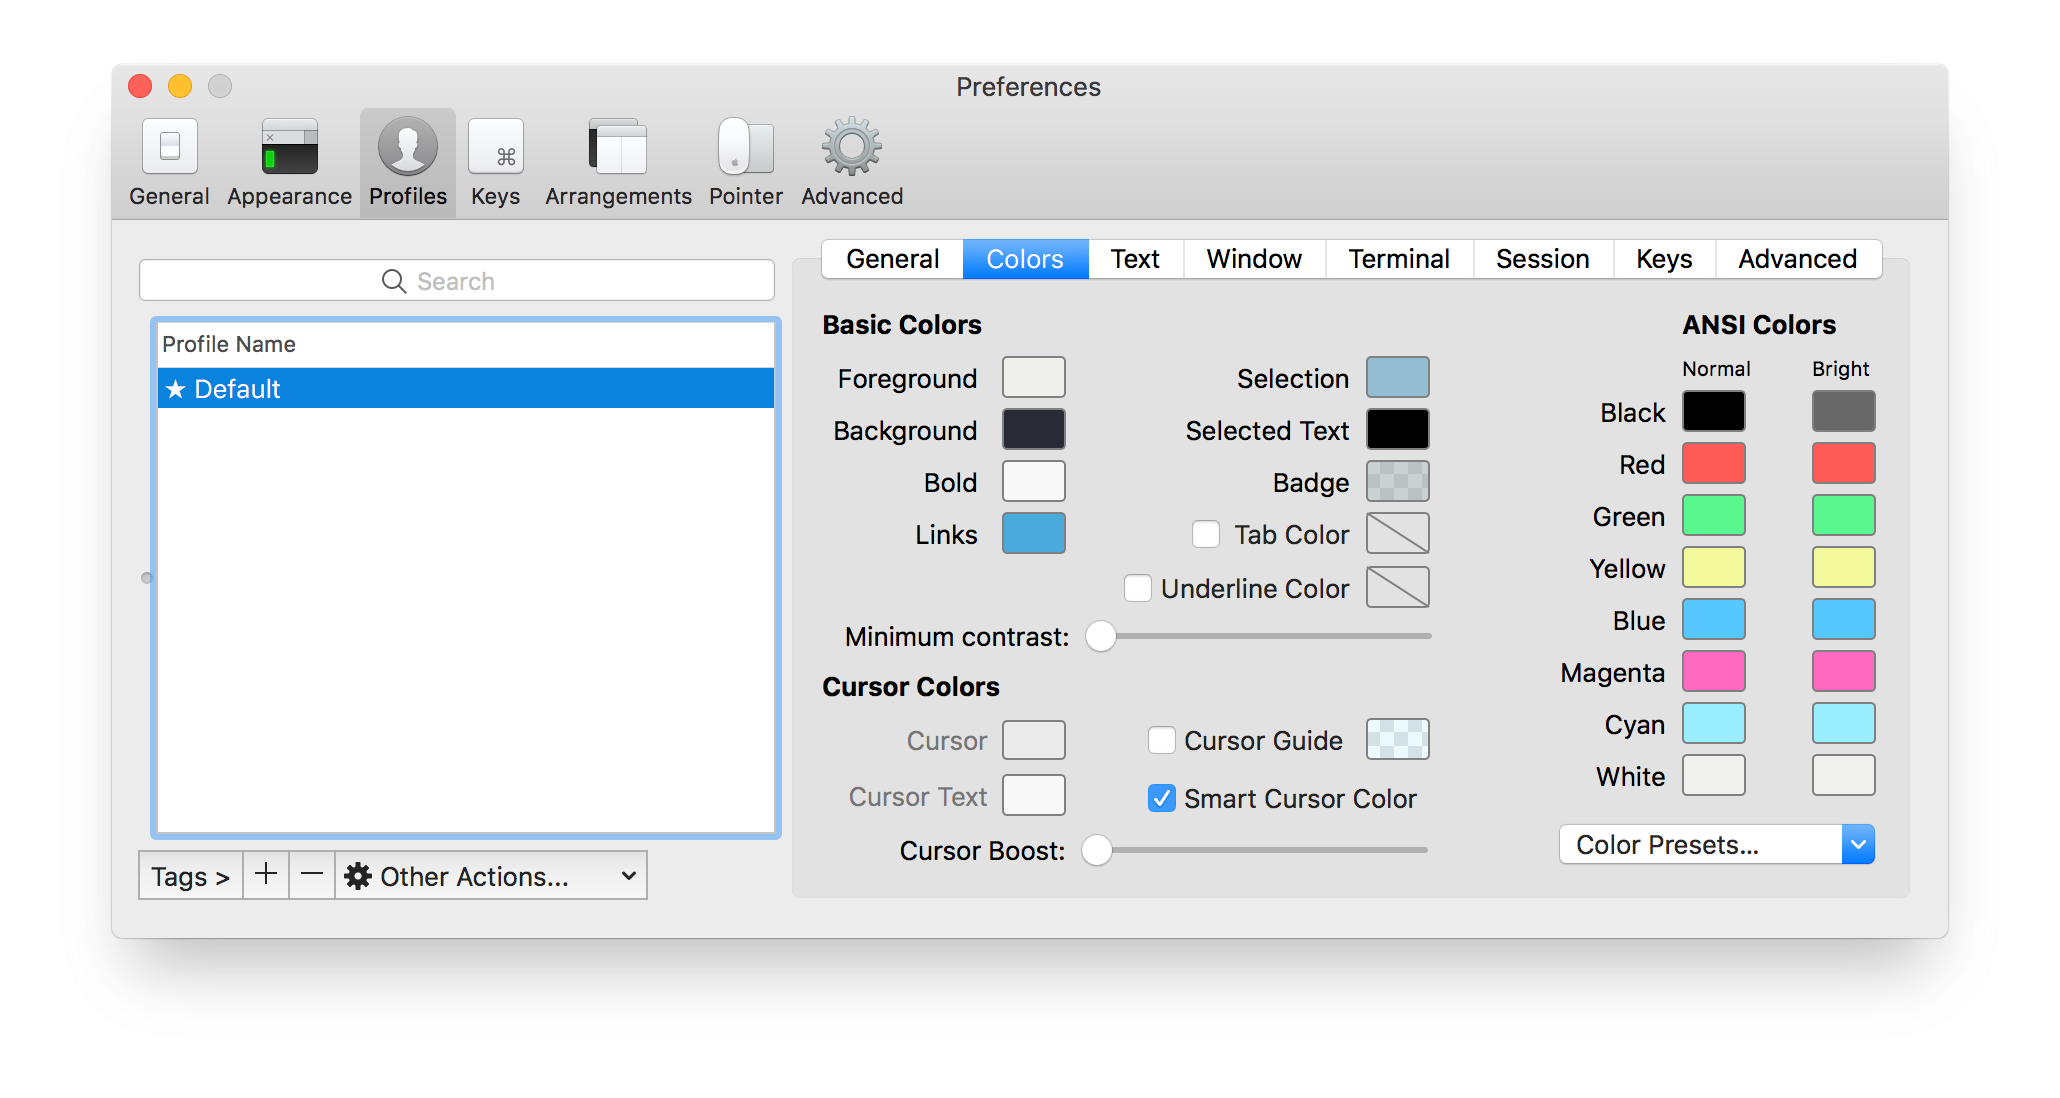 Preferences
General Appearance Profiles Keys Arrangements Pointer Advanced
Search
Profile Name
★ Default
Tags > + − Other Actions...
General Colors Text Window Terminal Session Keys Advanced
Basic Colors
Foreground
Background
Bold
Links
Selection
Selected Text
Badge
Tab Color
Underline Color
Minimum contrast:
Cursor Colors
Cursor
Cursor Text
Cursor Guide
Smart Cursor Color
Cursor Boost:
ANSI Colors
Normal Bright
Black
Red
Green
Yellow
Blue
Magenta
Cyan
White
Color Presets...